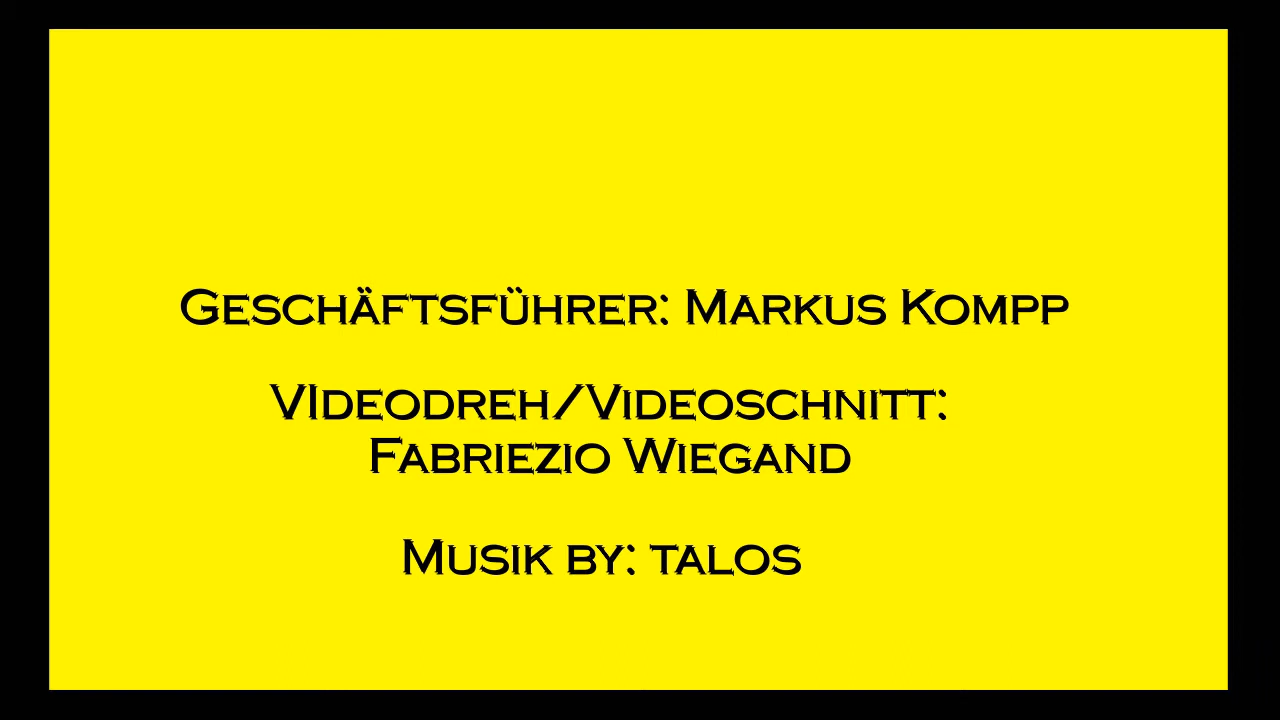 Geschäftsführer: Markus Kompp
VIdeodreh/Videoschnitt:
Fabriezio Wiegand
Musik by: talos